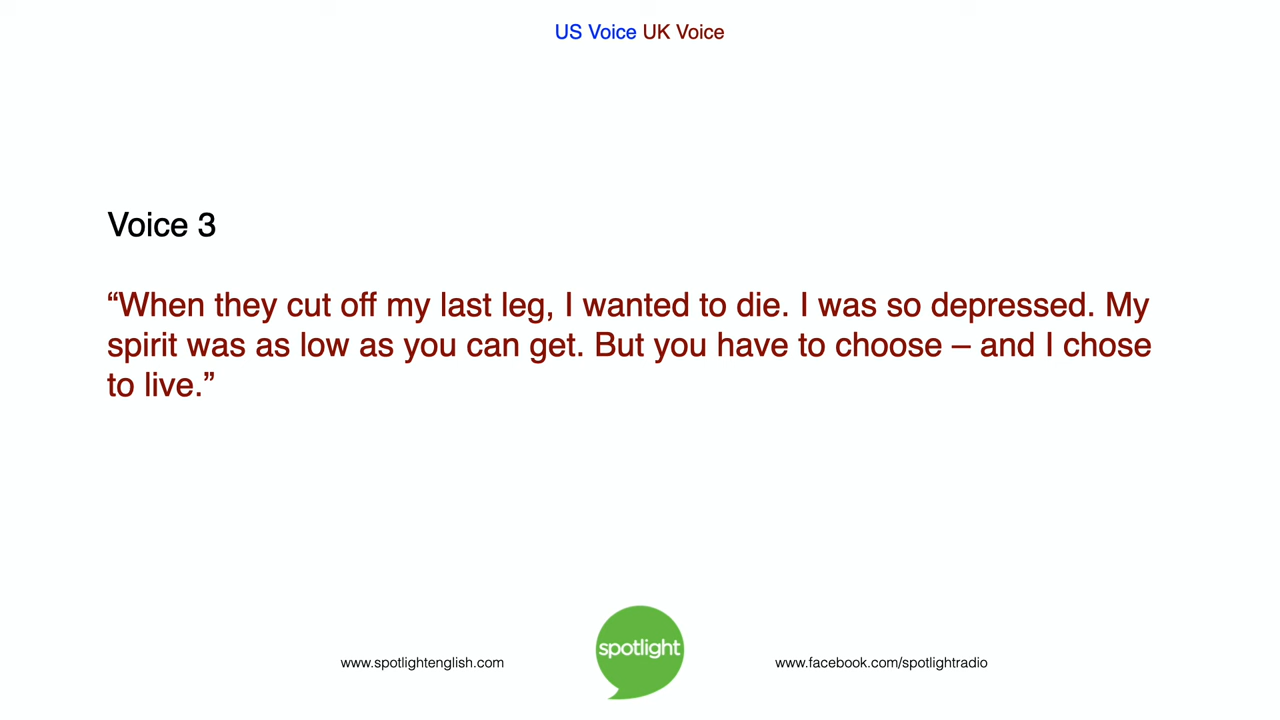 US Voice UK Voice
Voice 3
“When they cut off my last leg, I wanted to die. I was so depressed. My
spirit was as low as you can get. But you have to choose – and I chose
to live.”
www.spotlightenglish.com
spotlight
www.facebook.com/spotlightradio